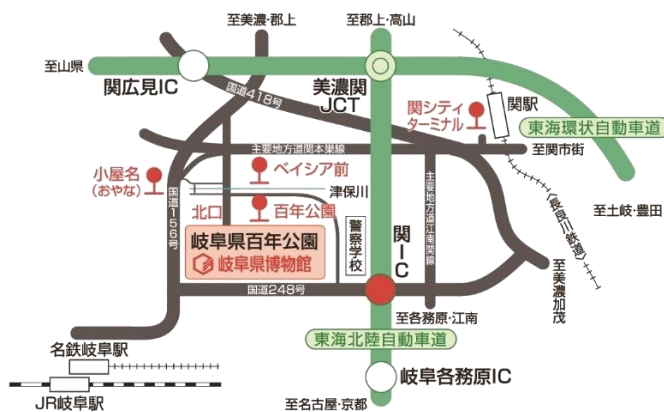 至美濃・郡上
至郡上・高山
至山県
関広見IC
美濃関
JCT
国道418号
関シティ
ターミナル
関駅
東海環状自動車道
主要地方道関本巣線
至関市街
小屋名
(おやな)
ベイシア前
津保川
主要地方道江南関線
国道156号
北口
百年公園
警察学校
関IC
至土岐・豊田
〈長良川鉄道〉
岐阜県百年公園
岐阜県博物館
国道248号
至美濃加茂
至各務原・江南
名鉄岐阜駅
東海北陸自動車道
JR岐阜駅
岐阜各務原IC
至名古屋・京都